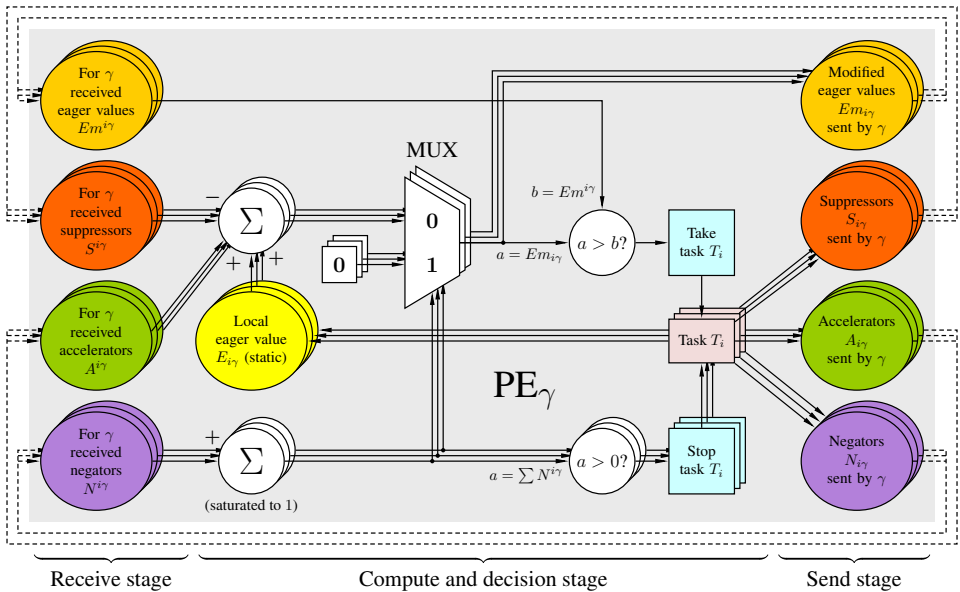 For γ
received
eager values
Em^{iγ}
Modified
eager values
Em_{iγ}
sent by γ
MUX
For γ
received
suppressors
S^{iγ}
−
∑
+
+
0
1
0
b = Em^{iγ}
a = Em_{iγ}
a > b?
Take
task T_i
Suppressors
S_{iγ}
sent by γ
For γ
received
accelerators
A^{iγ}
Local
eager value
E_{iγ} (static)
Task T_i
Accelerators
A_{iγ}
sent by γ
PE_γ
For γ
received
negators
N^{iγ}
+
∑
(saturated to 1)
a = ∑ N^{iγ}
a > 0?
Stop
task T_i
Negators
N_{iγ}
sent by γ
Receive stage
Compute and decision stage
Send stage